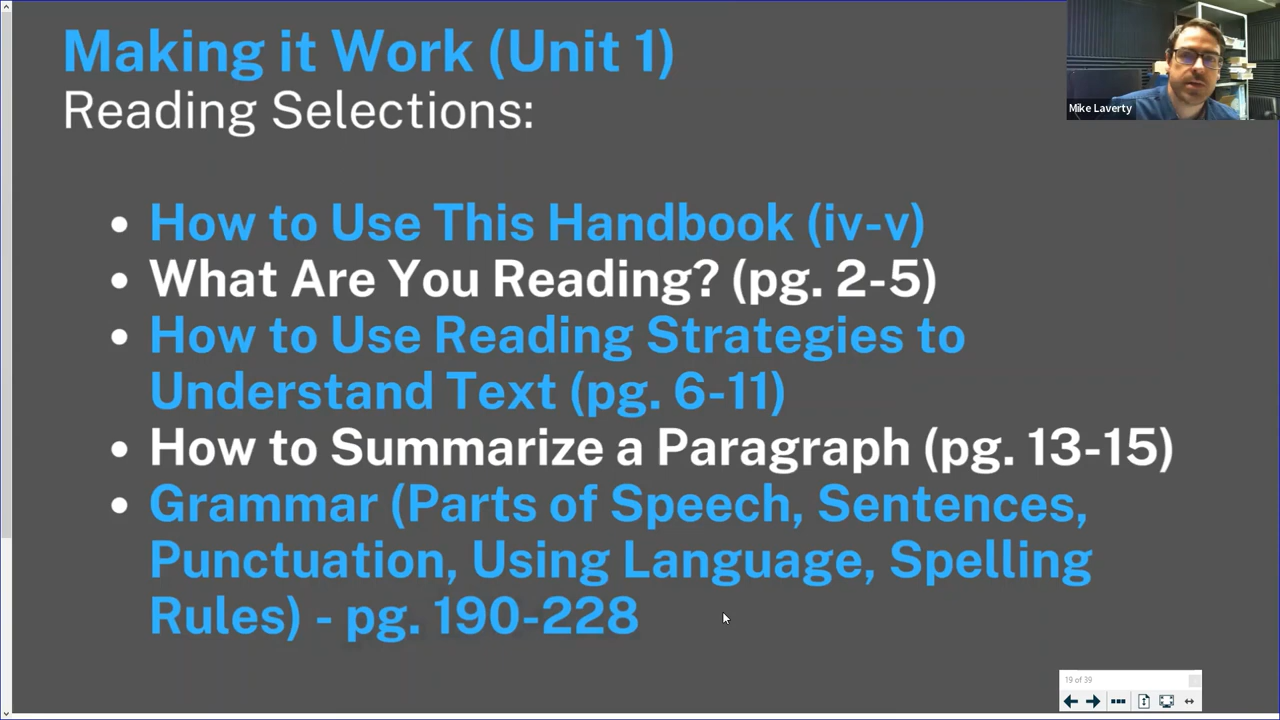 Making it Work (Unit 1)
Reading Selections:
Mike Laverty
• How to Use This Handbook (iv-v)
• What Are You Reading? (pg. 2-5)
• How to Use Reading Strategies to
Understand Text (pg. 6-11)
• How to Summarize a Paragraph (pg. 13-15)
• Grammar (Parts of Speech, Sentences,
Punctuation, Using Language, Spelling
Rules) - pg. 190-228
19 of 39